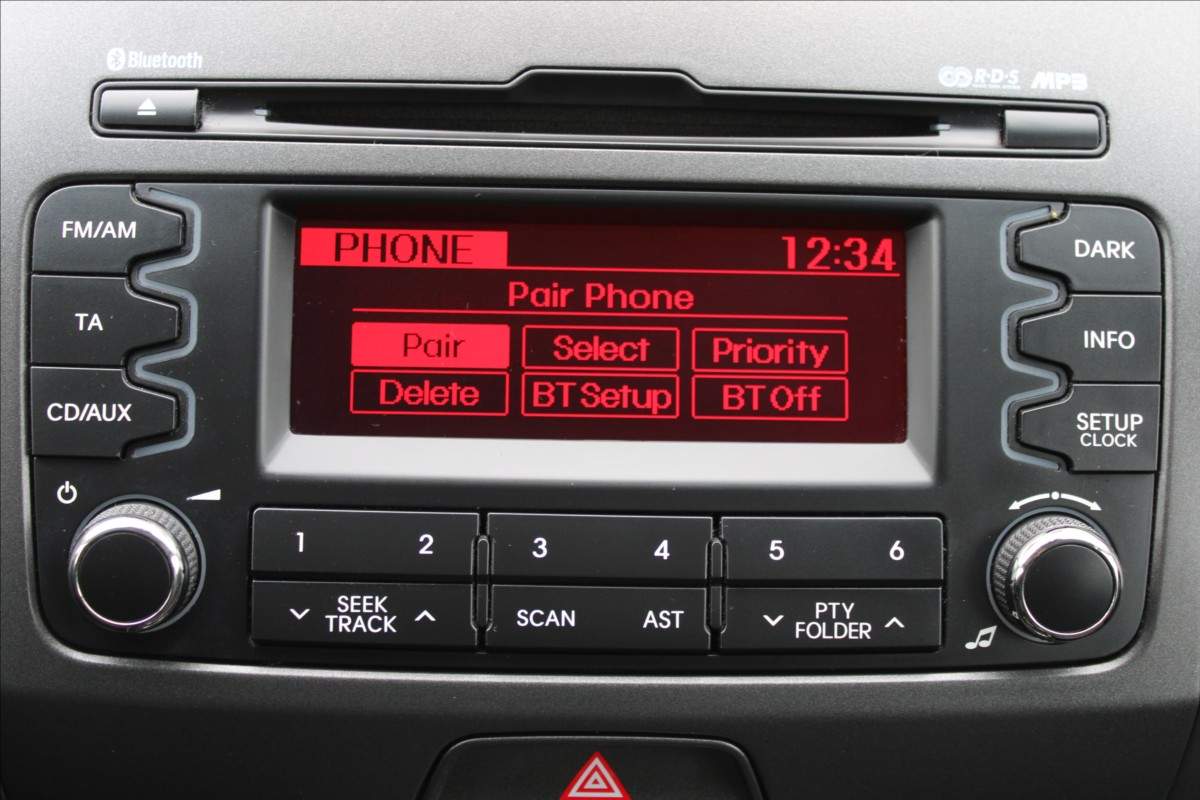 Bluetooth
R·D·S
MP3
FM/AM
TA
CD/AUX
PHONE
12:34
Pair Phone
Pair
Select
Priority
Delete
BT Setup
BT Off
DARK
INFO
SETUP
CLOCK
1
2
3
4
5
6
SEEK
TRACK
SCAN
AST
PTY
FOLDER